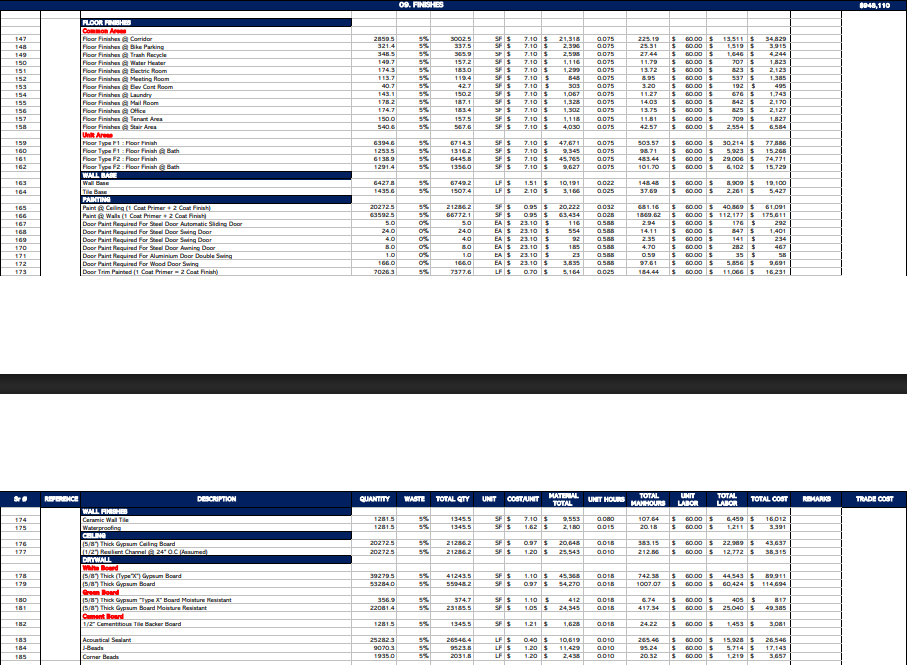 09. FINISHES $948,110
FLOOR FINISHES
Common Areas
147 Floor Finishes @ Corridor 2859.5 5% 3002.5 SF $ 7.10 $ 21,318 0.075 225.19 $ 60.00 $ 13,511 $ 34,829
148 Floor Finishes @ Bike Parking 321.4 5% 337.5 SF $ 7.10 $ 2,396 0.075 25.31 $ 60.00 $ 1,519 $ 3,915
149 Floor Finishes @ Trash Recycle 348.5 5% 365.9 SF $ 7.10 $ 2,598 0.075 27.44 $ 60.00 $ 1,646 $ 4,244
150 Floor Finishes @ Water Heater 149.7 5% 157.2 SF $ 7.10 $ 1,116 0.075 11.79 $ 60.00 $ 707 $ 1,823
151 Floor Finishes @ Electric Room 174.3 5% 183.0 SF $ 7.10 $ 1,299 0.075 13.72 $ 60.00 $ 823 $ 2,123
152 Floor Finishes @ Meeting Room 113.7 5% 119.4 SF $ 7.10 $ 848 0.075 8.95 $ 60.00 $ 537 $ 1,385
153 Floor Finishes @ Elev Cont Room 40.7 5% 42.7 SF $ 7.10 $ 303 0.075 3.20 $ 60.00 $ 192 $ 495
154 Floor Finishes @ Laundry 143.1 5% 150.2 SF $ 7.10 $ 1,067 0.075 11.27 $ 60.00 $ 676 $ 1,743
155 Floor Finishes @ Mail Room 178.2 5% 187.1 SF $ 7.10 $ 1,328 0.075 14.03 $ 60.00 $ 842 $ 2,170
156 Floor Finishes @ Office 174.7 5% 183.4 SF $ 7.10 $ 1,302 0.075 13.75 $ 60.00 $ 825 $ 2,127
157 Floor Finishes @ Tenant Area 150.0 5% 157.5 SF $ 7.10 $ 1,118 0.075 11.81 $ 60.00 $ 709 $ 1,827
158 Floor Finishes @ Stair Area 540.6 5% 567.6 SF $ 7.10 $ 4,030 0.075 42.57 $ 60.00 $ 2,554 $ 6,584
Unit Areas
159 Floor Type F1 : Floor Finish 6394.6 5% 6714.3 SF $ 7.10 $ 47,671 0.075 503.57 $ 60.00 $ 30,214 $ 77,886
160 Floor Type F1 : Floor Finish @ Bath 1253.5 5% 1316.2 SF $ 7.10 $ 9,345 0.075 98.71 $ 60.00 $ 5,923 $ 15,268
161 Floor Type F2 : Floor Finish 6138.9 5% 6445.8 SF $ 7.10 $ 45,765 0.075 483.44 $ 60.00 $ 29,006 $ 74,771
162 Floor Type F2 : Floor Finish @ Bath 1291.4 5% 1356.0 SF $ 7.10 $ 9,627 0.075 101.70 $ 60.00 $ 6,102 $ 15,729
WALL BASE
163 Wall Base 6427.8 5% 6749.2 LF $ 1.51 $ 10,191 0.022 148.48 $ 60.00 $ 8,909 $ 19,100
164 Tile Base 1435.6 5% 1507.4 LF $ 2.10 $ 3,166 0.025 37.69 $ 60.00 $ 2,261 $ 5,427
PAINTING
165 Paint @ Ceiling (1 Coat Primer + 2 Coat Finish) 20272.5 5% 21286.2 SF $ 0.95 $ 20,222 0.032 681.16 $ 60.00 $ 40,869 $ 61,091
166 Paint @ Walls (1 Coat Primer + 2 Coat Finish) 63592.5 5% 66772.1 SF $ 0.95 $ 63,434 0.028 1869.62 $ 60.00 $ 112,177 $ 175,611
167 Door Paint Required For Steel Door Automatic Sliding Door 5.0 0% 5.0 EA $ 23.10 $ 116 0.588 2.94 $ 60.00 $ 176 $ 292
168 Door Paint Required For Steel Door Swing Door 24.0 0% 24.0 EA $ 23.10 $ 554 0.588 14.11 $ 60.00 $ 847 $ 1,401
169 Door Paint Required For Steel Door Swing Door 4.0 0% 4.0 EA $ 23.10 $ 92 0.588 2.35 $ 60.00 $ 141 $ 234
170 Door Paint Required For Steel Door Awning Door 8.0 0% 8.0 EA $ 23.10 $ 185 0.588 4.70 $ 60.00 $ 282 $ 467
171 Door Paint Required For Aluminium Door Double Swing 1.0 0% 1.0 EA $ 23.10 $ 23 0.588 0.59 $ 60.00 $ 35 $ 58
172 Door Paint Required For Wood Door Swing 166.0 0% 166.0 EA $ 23.10 $ 3,835 0.588 97.61 $ 60.00 $ 5,856 $ 9,691
173 Door Trim Painted (1 Coat Primer = 2 Coat Finish) 7026.3 5% 7377.6 LF $ 0.70 $ 5,164 0.025 184.44 $ 60.00 $ 11,066 $ 16,231
Sr # REFERENCE DESCRIPTION QUANTITY WASTE TOTAL QTY UNIT COST/UNIT MATERIAL TOTAL UNIT HOURS TOTAL MANHOURS UNIT LABOR TOTAL LABOR TOTAL COST REMARKS TRADE COST
WALL FINISHES
174 Ceramic Wall Tile 1281.5 5% 1345.5 SF $ 7.10 $ 9,553 0.080 107.64 $ 60.00 $ 6,459 $ 16,012
175 Waterproofing 1281.5 5% 1345.5 SF $ 1.62 $ 2,180 0.015 20.18 $ 60.00 $ 1,211 $ 3,391
CEILING
176 (5/8") Thick Gypsum Ceiling Board 20272.5 5% 21286.2 SF $ 0.97 $ 20,648 0.018 383.15 $ 60.00 $ 22,989 $ 43,637
177 (1/2") Resilient Channel @ 24" O.C (Assumed) 20272.5 5% 21286.2 SF $ 1.20 $ 25,543 0.010 212.86 $ 60.00 $ 12,772 $ 38,315
DRYWALL
White Board
178 (5/8") Thick (Type"X") Gypsum Board 39279.5 5% 41243.5 SF $ 1.10 $ 45,368 0.018 742.38 $ 60.00 $ 44,543 $ 89,911
179 (5/8") Thick Gypsum Board 53284.0 5% 55948.2 SF $ 0.97 $ 54,270 0.018 1007.07 $ 60.00 $ 60,424 $ 114,694
Green Board
180 (5/8") Thick Gypsum "Type X" Board Moisture Resistant 356.9 5% 374.7 SF $ 1.10 $ 412 0.018 6.74 $ 60.00 $ 405 $ 817
181 (5/8") Thick Gypsum Board Moisture Resistant 22081.4 5% 23185.5 SF $ 1.05 $ 24,345 0.018 417.34 $ 60.00 $ 25,040 $ 49,385
Cement Board
182 1/2" Cementitious Tile Backer Board 1281.5 5% 1345.5 SF $ 1.21 $ 1,628 0.018 24.22 $ 60.00 $ 1,453 $ 3,081
183 Acoustical Sealant 25282.3 5% 26546.4 LF $ 0.40 $ 10,619 0.010 265.46 $ 60.00 $ 15,928 $ 26,546
184 J-Beads 9070.3 5% 9523.8 LF $ 1.20 $ 11,429 0.010 95.24 $ 60.00 $ 5,714 $ 17,143
185 Corner Beads 1935.0 5% 2031.8 LF $ 1.20 $ 2,438 0.010 20.32 $ 60.00 $ 1,219 $ 3,657